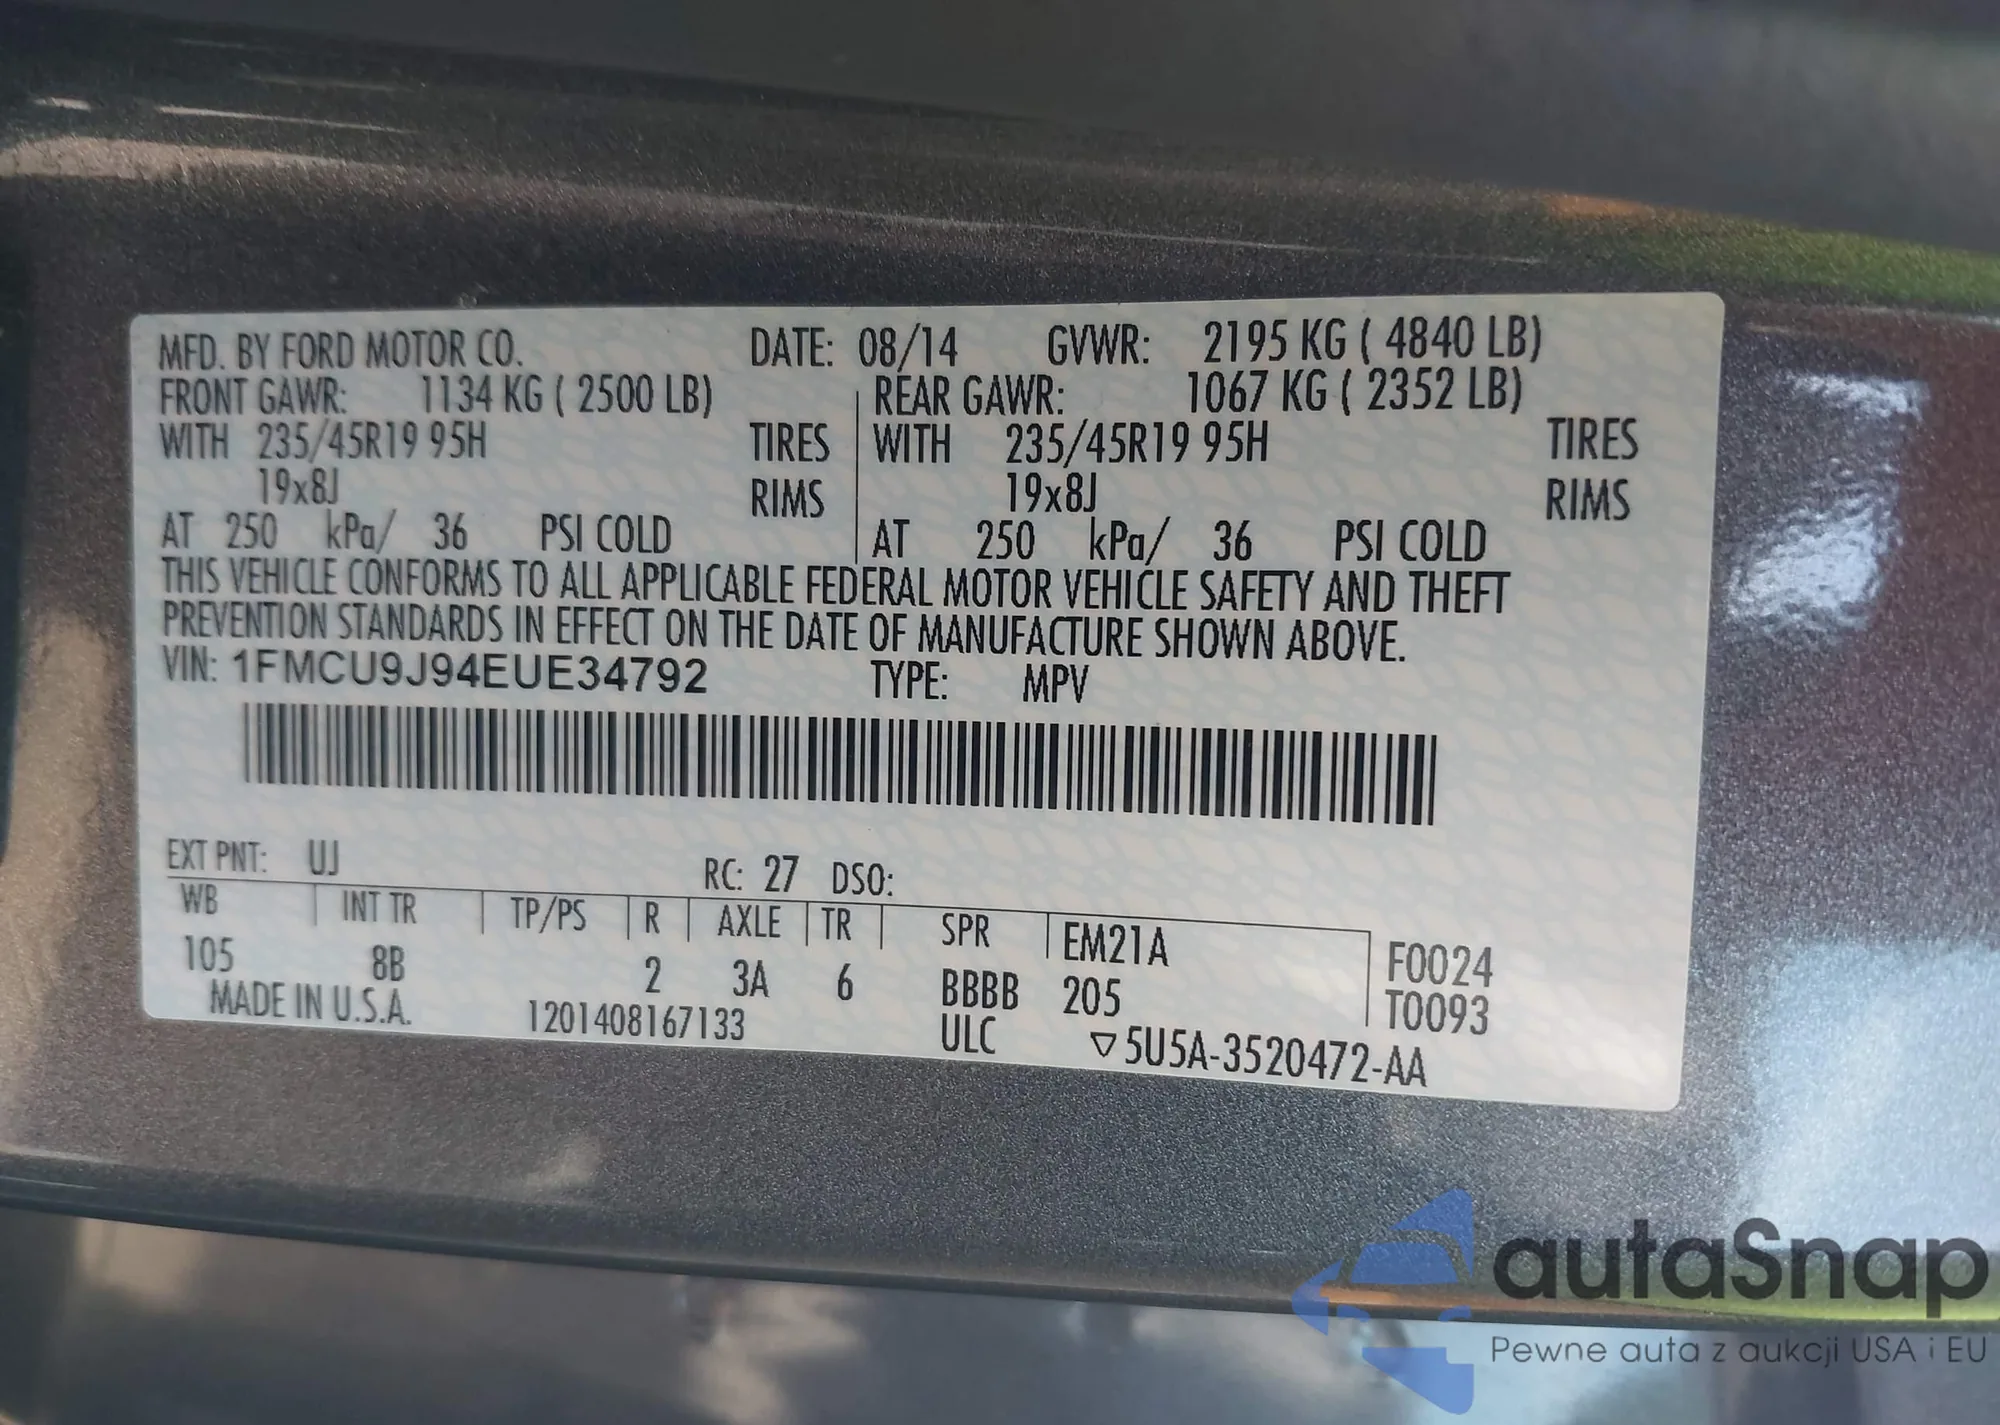 MFD. BY FORD MOTOR CO. DATE: 08/14 GVWR: 2195 KG ( 4840 LB)
FRONT GAWR: 1134 KG ( 2500 LB) REAR GAWR: 1067 KG ( 2352 LB)
WITH 235/45R19 95H TIRES WITH 235/45R19 95H TIRES
19x8J RIMS 19x8J RIMS
AT 250 kPa/ 36 PSI COLD AT 250 kPa/ 36 PSI COLD
THIS VEHICLE CONFORMS TO ALL APPLICABLE FEDERAL MOTOR VEHICLE SAFETY AND THEFT
PREVENTION STANDARDS IN EFFECT ON THE DATE OF MANUFACTURE SHOWN ABOVE.
VIN: 1FMCU9J94EUE34792 TYPE: MPV
EXT PNT: UJ RC: 27 DSO:
WB INT TR TP/PS R AXLE TR SPR EM21A F0024
105 8B 2 3A 6 BBBB 205 T0093
MADE IN U.S.A. 1201408167133 ULC ▽5U5A-3520472-AA
autaSnap
Pewne auta z aukcji USA i EU